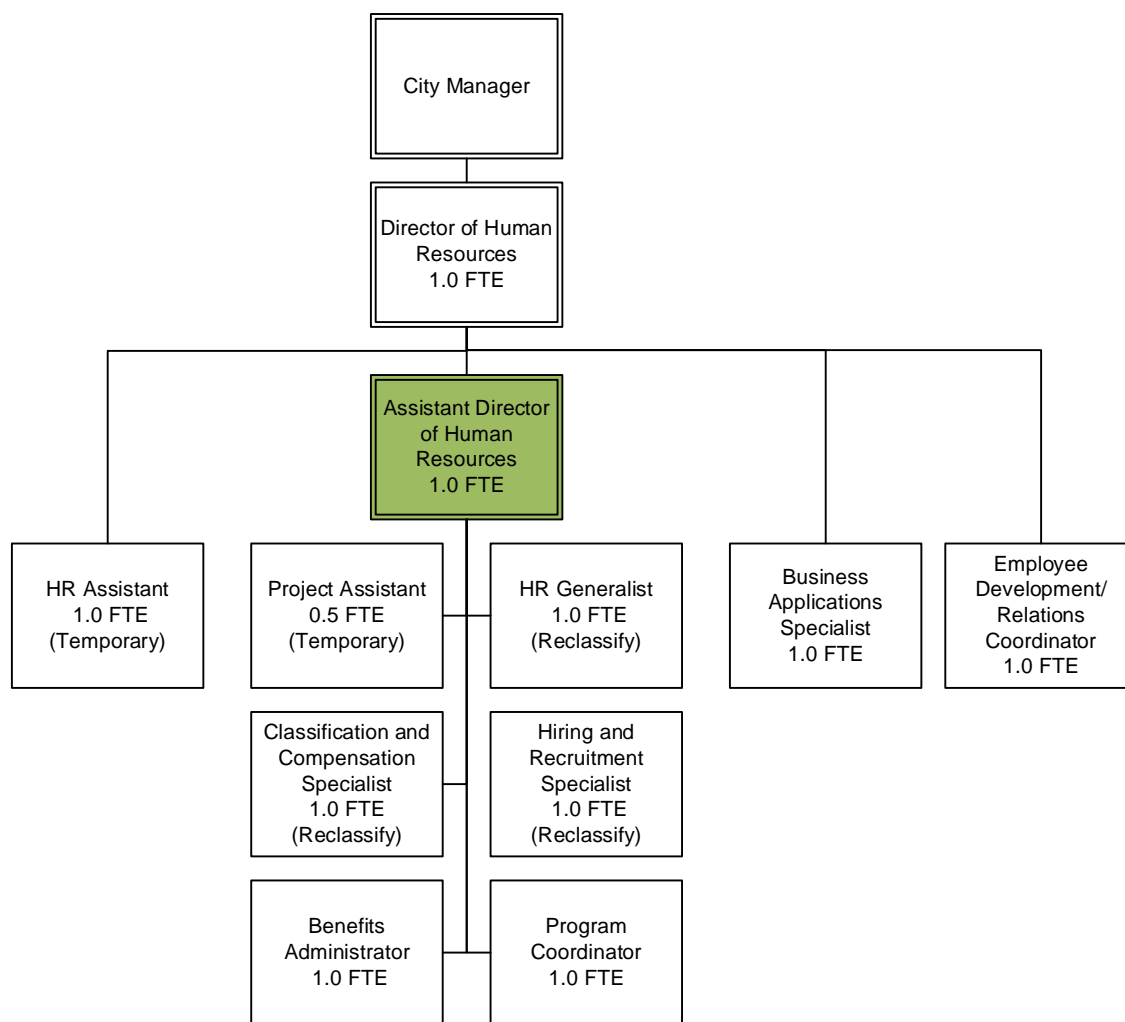 City Manager
Director of Human
Resources
1.0 FTE
Assistant Director
of Human
Resources
1.0 FTE
HR Assistant
1.0 FTE
(Temporary)
Project Assistant
0.5 FTE
(Temporary)
HR Generalist
1.0 FTE
(Reclassify)
Business
Applications
Specialist
1.0 FTE
Employee
Development/
Relations
Coordinator
1.0 FTE
Classification and
Compensation
Specialist
1.0 FTE
(Reclassify)
Hiring and
Recruitment
Specialist
1.0 FTE
(Reclassify)
Benefits
Administrator
1.0 FTE
Program
Coordinator
1.0 FTE